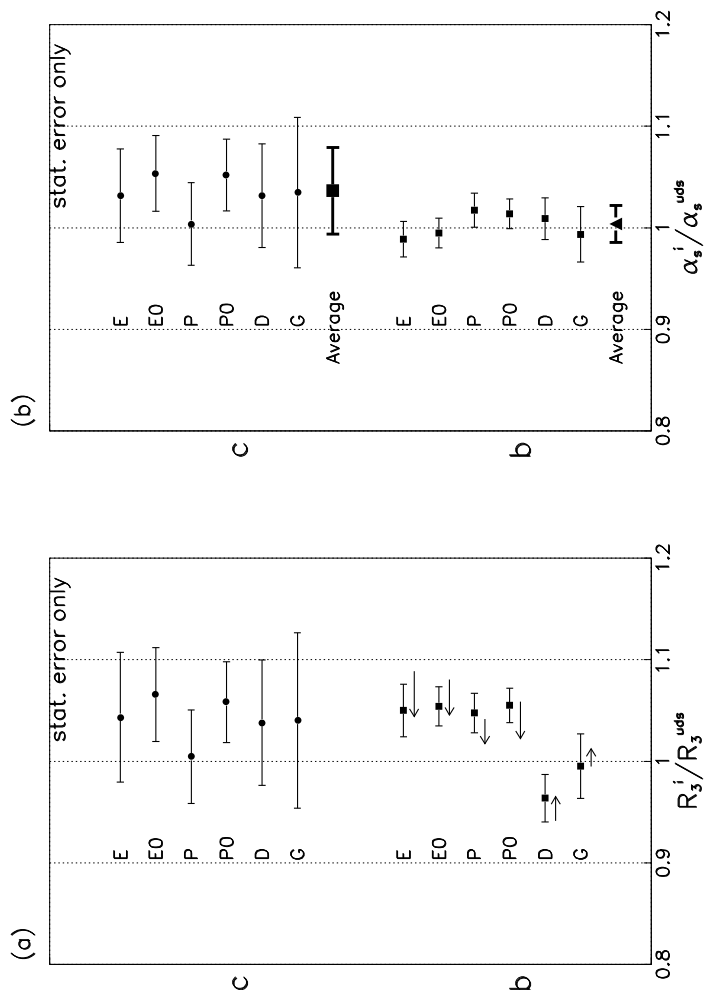 (a)
stat. error only
c
E
E0
P
P0
D
G
b
E
E0
P
P0
D
G
0.8 0.9 1 1.1 1.2
R₃ⁱ/R₃ᵘᵈˢ
(b)
stat. error only
c
E
E0
P
P0
D
G
Average
b
E
E0
P
P0
D
G
Average
0.8 0.9 1 1.1 1.2
αₛⁱ/αₛᵘᵈˢ